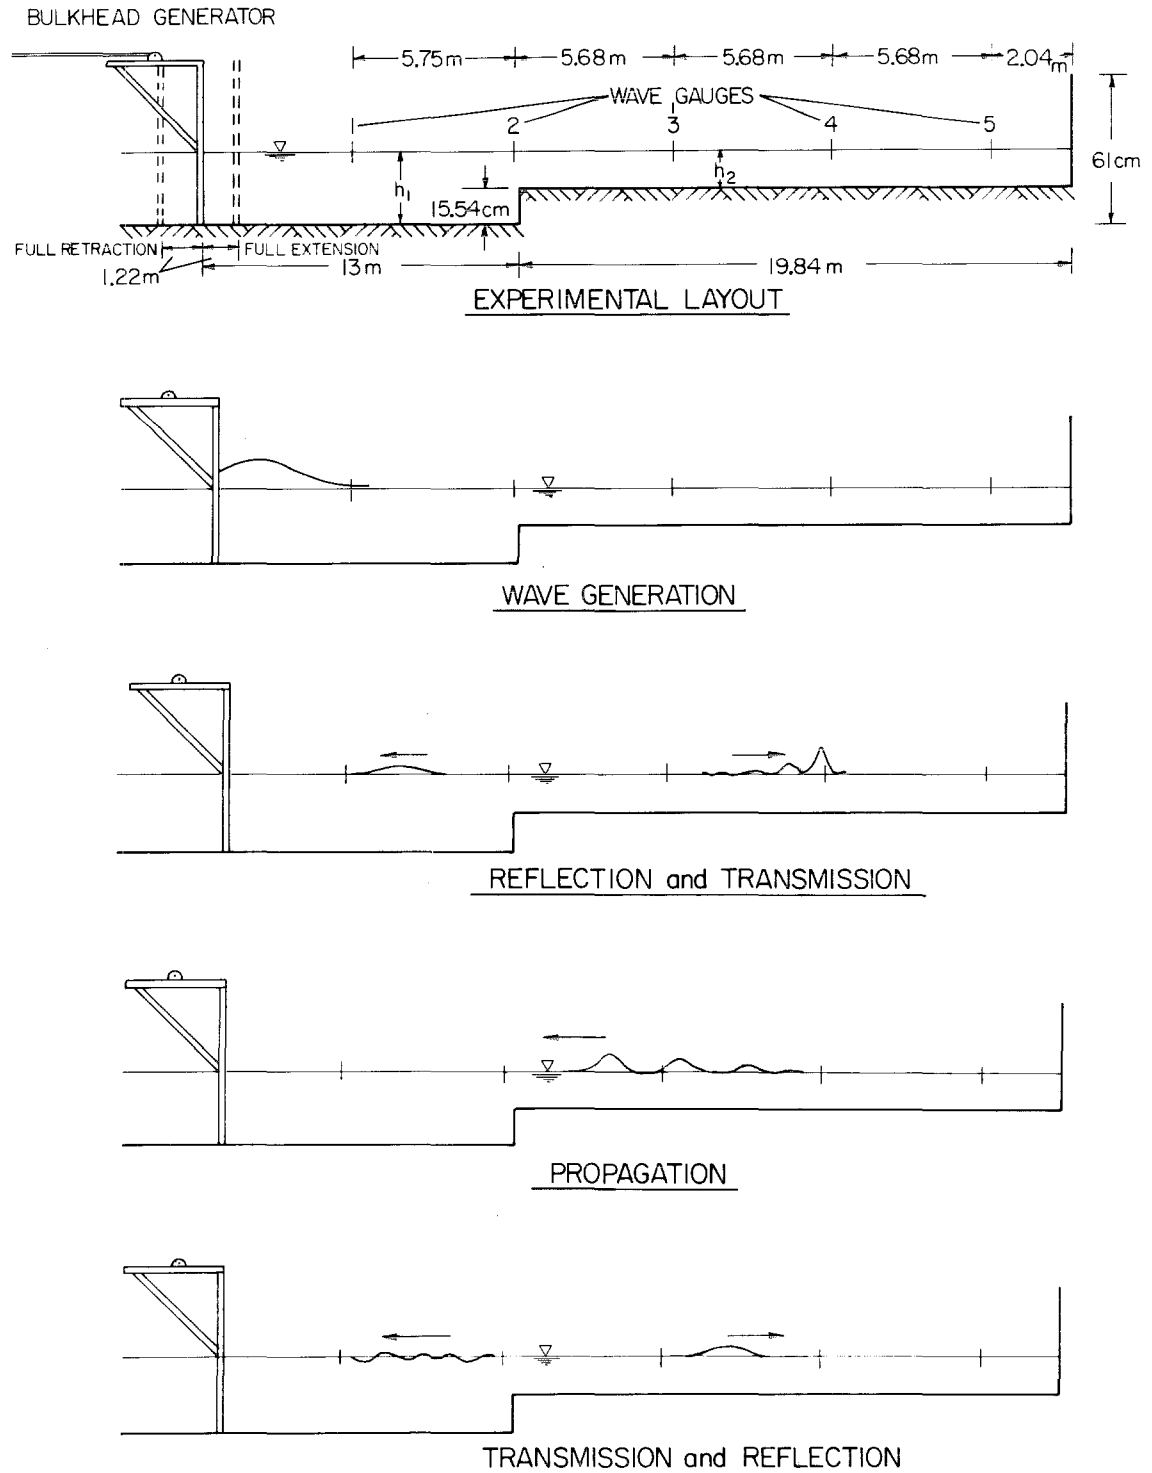 BULKHEAD GENERATOR
5.75m 5.68m 5.68m 5.68m 2.04m
WAVE GAUGES
1 2 3 4 5
h1 h2 61cm
15.54cm
FULL RETRACTION FULL EXTENSION
1.22m 13m 19.84m
EXPERIMENTAL LAYOUT
WAVE GENERATION
REFLECTION and TRANSMISSION
PROPAGATION
TRANSMISSION and REFLECTION